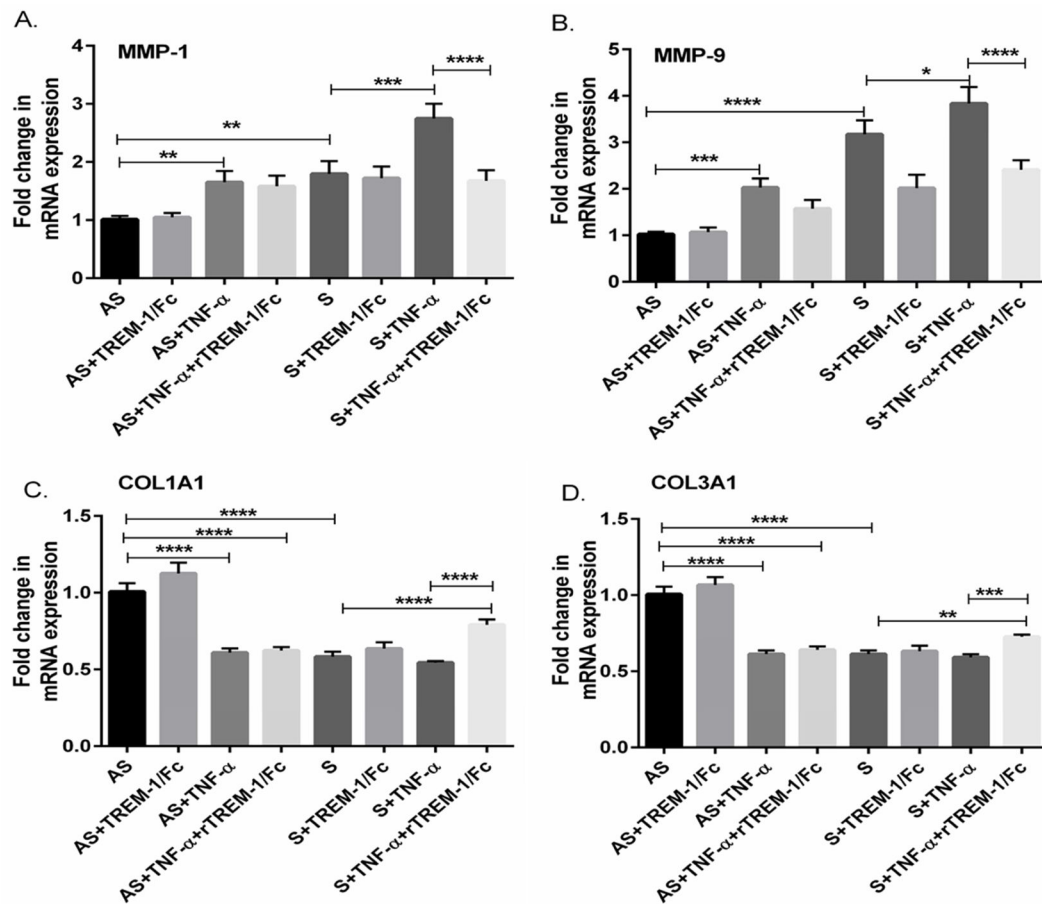 A.
MMP-1
Fold change in
mRNA expression
4
3
2
1
0
**
**
***
****
AS
AS+TREM-1/Fc
AS+TNF-α
AS+TNF-α+rTREM-1/Fc
S
S+TREM-1/Fc
S+TNF-α
S+TNF-α+rTREM-1/Fc
B.
MMP-9
Fold change in
mRNA expression
5
4
3
2
1
0
***
****
*
****
AS
AS+TREM-1/Fc
AS+TNF-α
AS+TNF-α+rTREM-1/Fc
S
S+TREM-1/Fc
S+TNF-α
S+TNF-α+rTREM-1/Fc
C.
COL1A1
Fold change in
mRNA expression
1.5
1.0
0.5
0.0
****
****
****
****
****
AS
AS+TREM-1/Fc
AS+TNF-α
AS+TNF-α+rTREM-1/Fc
S
S+TREM-1/Fc
S+TNF-α
S+TNF-α+rTREM-1/Fc
D.
COL3A1
Fold change in
mRNA expression
1.5
1.0
0.5
0.0
****
****
****
***
**
AS
AS+TREM-1/Fc
AS+TNF-α
AS+TNF-α+rTREM-1/Fc
S
S+TREM-1/Fc
S+TNF-α
S+TNF-α+rTREM-1/Fc